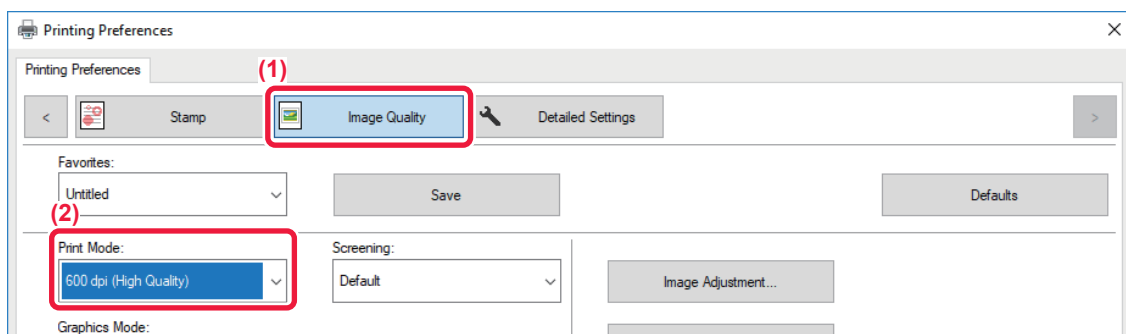 Printing Preferences
Printing Preferences
(1)
<
Stamp
Image Quality
Detailed Settings
>
Favorites:
Untitled
Save
Defaults
(2)
Print Mode:
Screening:
600 dpi (High Quality)
Default
Image Adjustment...
Graphics Mode: